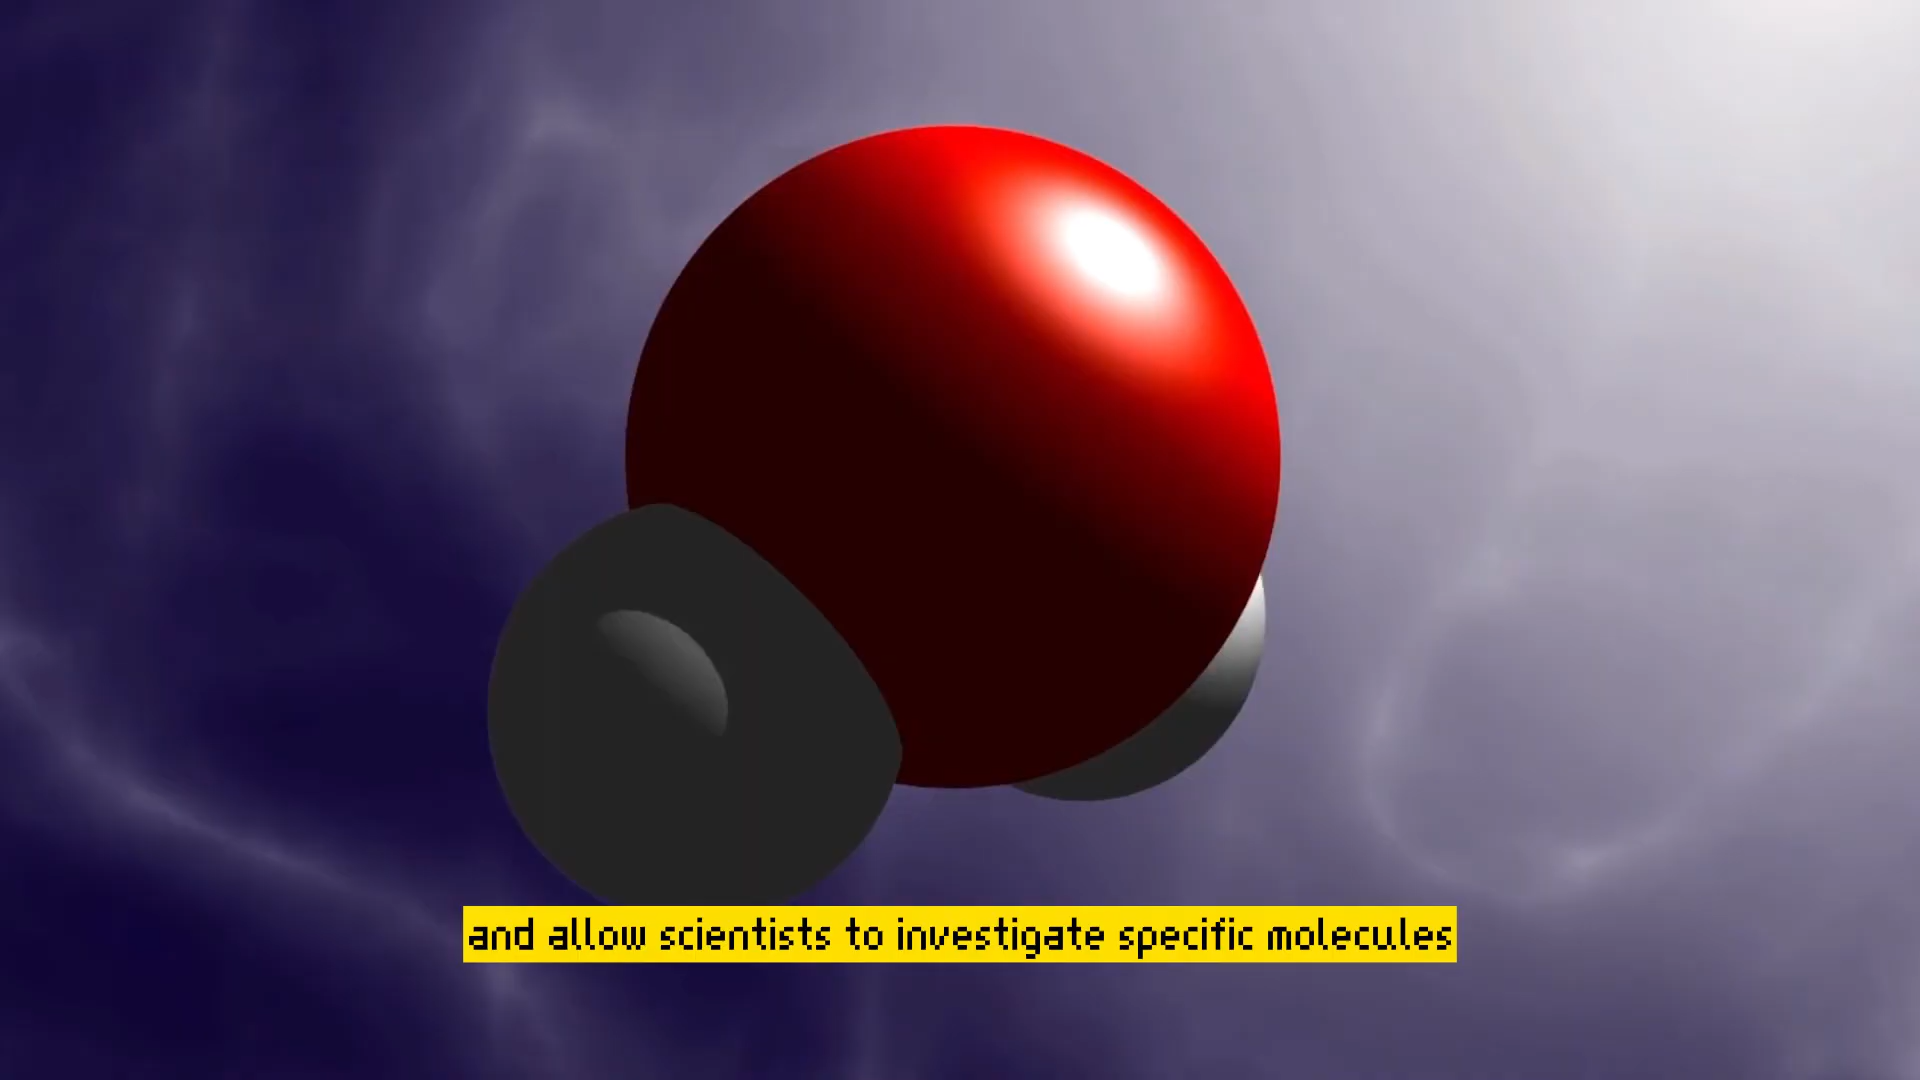 and allow scientists to investigate specific molecules